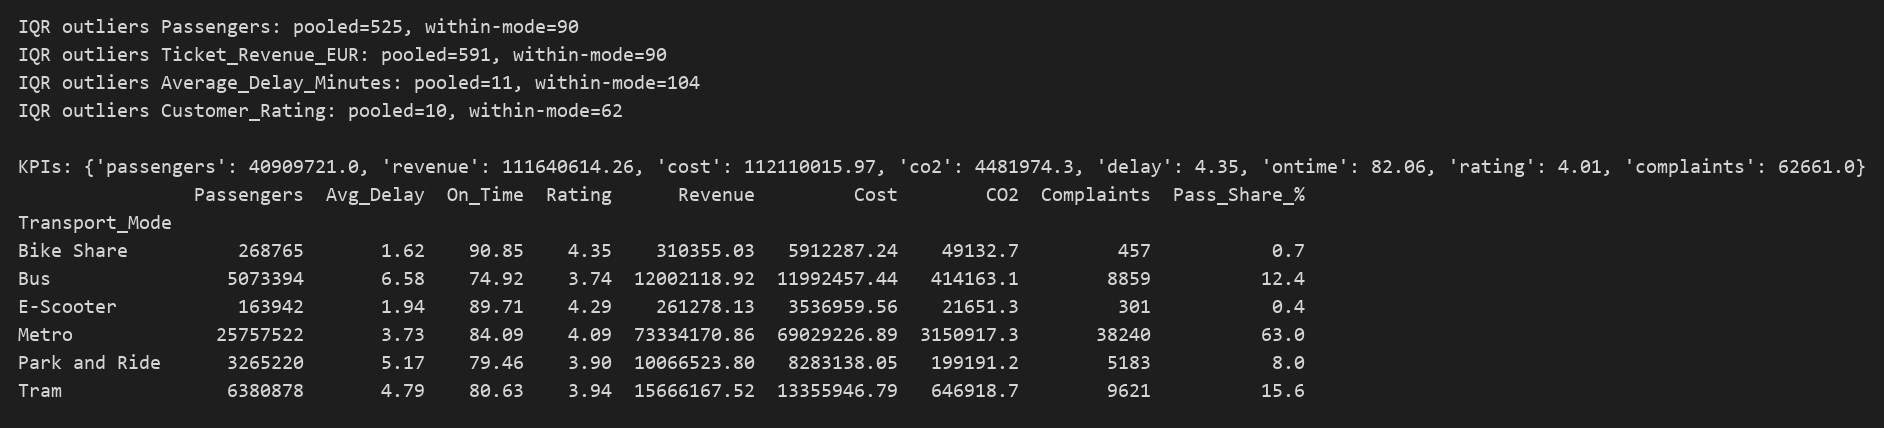 IQR outliers Passengers: pooled=525, within-mode=90
IQR outliers Ticket_Revenue_EUR: pooled=591, within-mode=90
IQR outliers Average_Delay_Minutes: pooled=11, within-mode=104
IQR outliers Customer_Rating: pooled=10, within-mode=62
KPIs: {'passengers': 40909721.0, 'revenue': 111640614.26, 'cost': 112110015.97, 'co2': 4481974.3, 'delay': 4.35, 'ontime': 82.06, 'rating': 4.01, 'complaints': 62661.0}
Passengers Avg_Delay On_Time Rating Revenue Cost CO2 Complaints Pass_Share_%
Transport_Mode
Bike Share 268765 1.62 90.85 4.35 310355.03 5912287.24 49132.7 457 0.7
Bus 5073394 6.58 74.92 3.74 12002118.92 11992457.44 414163.1 8859 12.4
E-Scooter 163942 1.94 89.71 4.29 261278.13 3536959.56 21651.3 301 0.4
Metro 25757522 3.73 84.09 4.09 73334170.86 69029226.89 3150917.3 38240 63.0
Park and Ride 3265220 5.17 79.46 3.90 10066523.80 8283138.05 199191.2 5183 8.0
Tram 6380878 4.79 80.63 3.94 15666167.52 13355946.79 646918.7 9621 15.6